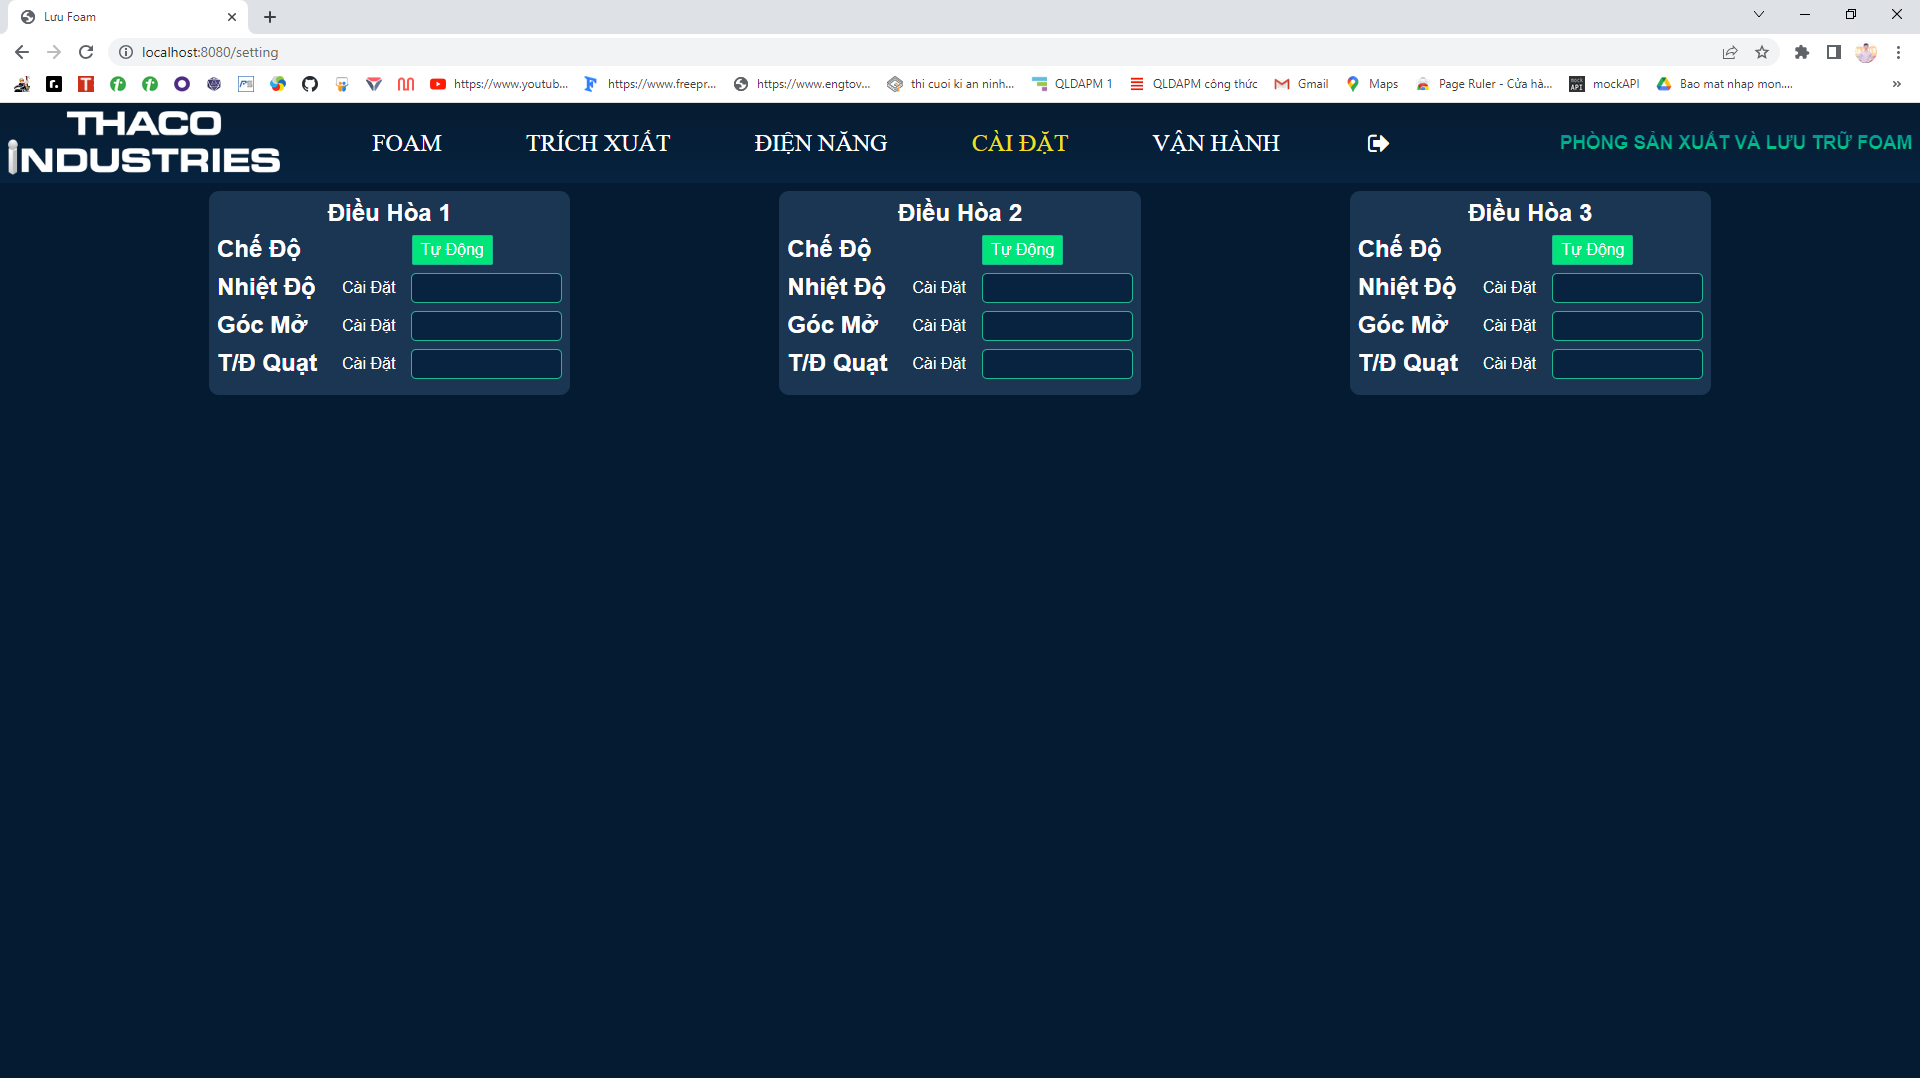 Lưu Foam
localhost:8080/setting
https://www.youtub... https://www.freepr... https://www.engtov... thi cuoi ki an ninh... QLDAPM 1 QLDAPM công thức Gmail Maps Page Ruler - Cửa hà... mock API mockAPI Bao mat nhap mon....
THACO
INDUSTRIES
FOAM TRÍCH XUẤT ĐIỆN NĂNG CÀI ĐẶT VẬN HÀNH PHÒNG SẢN XUẤT VÀ LƯU TRỮ FOAM
Điều Hòa 1
Chế Độ Tự Động
Nhiệt Độ Cài Đặt
Góc Mở Cài Đặt
T/Đ Quạt Cài Đặt
Điều Hòa 2
Chế Độ Tự Động
Nhiệt Độ Cài Đặt
Góc Mở Cài Đặt
T/Đ Quạt Cài Đặt
Điều Hòa 3
Chế Độ Tự Động
Nhiệt Độ Cài Đặt
Góc Mở Cài Đặt
T/Đ Quạt Cài Đặt